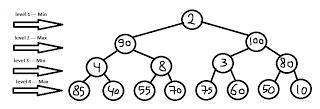 level 1 --- Min
2
level 2 --- Max
90 100
level 3 --- Min
4 8 3 80
level 4 --- Max
85 40 55 70 75 60 50 10